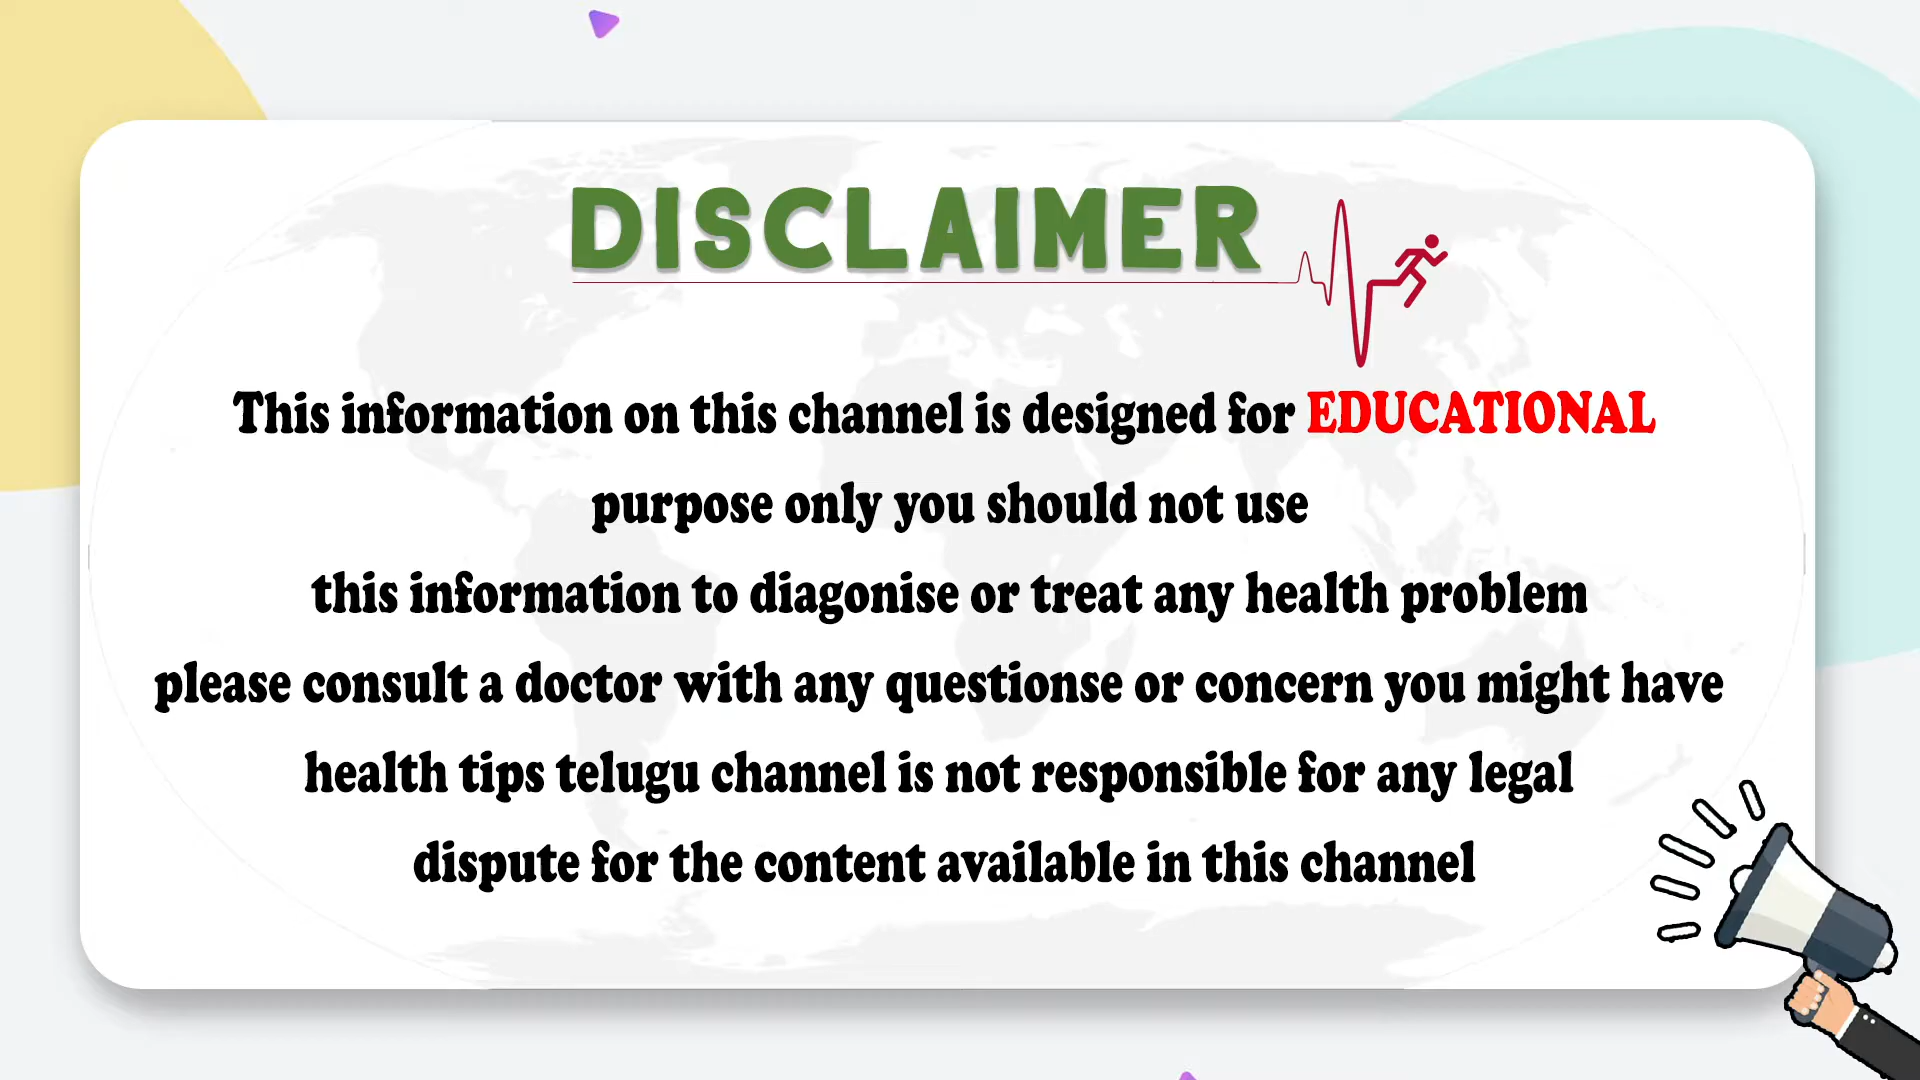 DISCLAIMER
This information on this channel is designed for EDUCATIONAL
purpose only you should not use
this information to diagonise or treat any health problem
please consult a doctor with any questionse or concern you might have
health tips telugu channel is not responsible for any legal
dispute for the content available in this channel